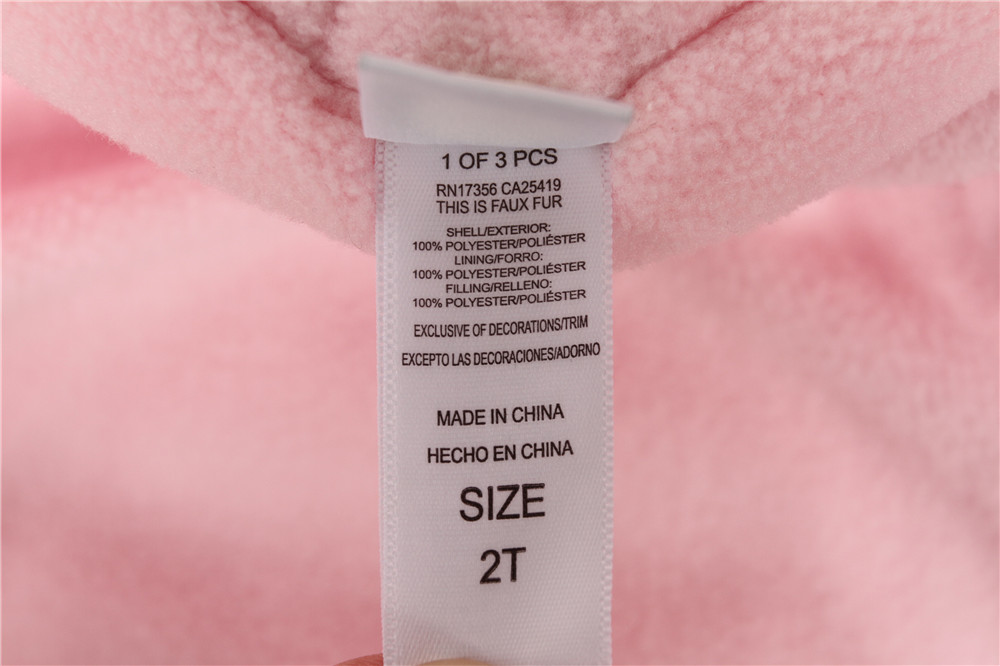 1 OF 3 PCS
RN17356 CA25419
THIS IS FAUX FUR
SHELL/EXTERIOR:
100% POLYESTER/POLIÉSTER
LINING/FORRO:
100% POLYESTER/POLIÉSTER
FILLING/RELLENO:
100% POLYESTER/POLIÉSTER
EXCLUSIVE OF DECORATIONS/TRIM
EXCEPTO LAS DECORACIONES/ADORNO
MADE IN CHINA
HECHO EN CHINA
SIZE
2T